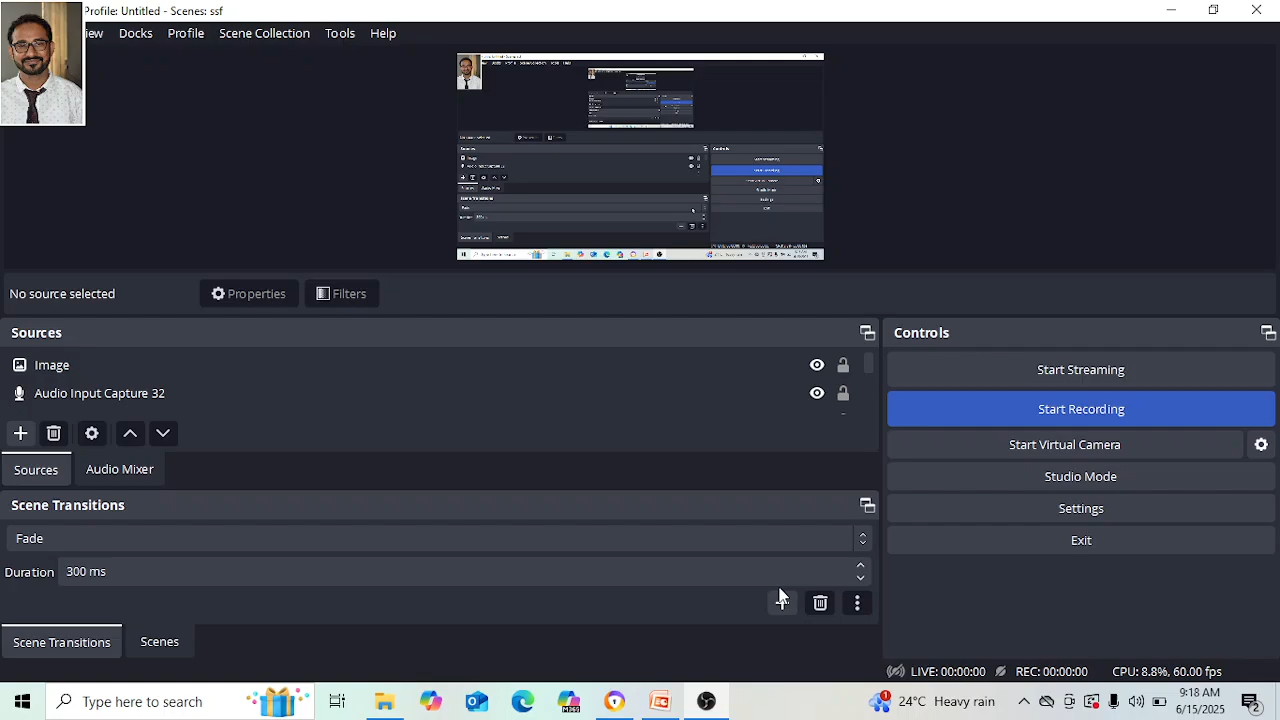 Profile: Untitled - Scenes: ssf
iew Docks Profile Scene Collection Tools Help
No source selected
Properties
Filters
Sources
Image
Audio Input Capture 32
Sources
Audio Mixer
Scene Transitions
Fade
Duration 300 ms
Scene Transitions
Scenes
Controls
Start Streaming
Start Recording
Start Virtual Camera
Studio Mode
Settings
Exit
LIVE: 00:00:00 REC: 00:00:00 CPU: 8.8%, 60.00 fps
Type here to search
M365
1
24°C Heavy rain
9:18 AM
6/15/2025
2